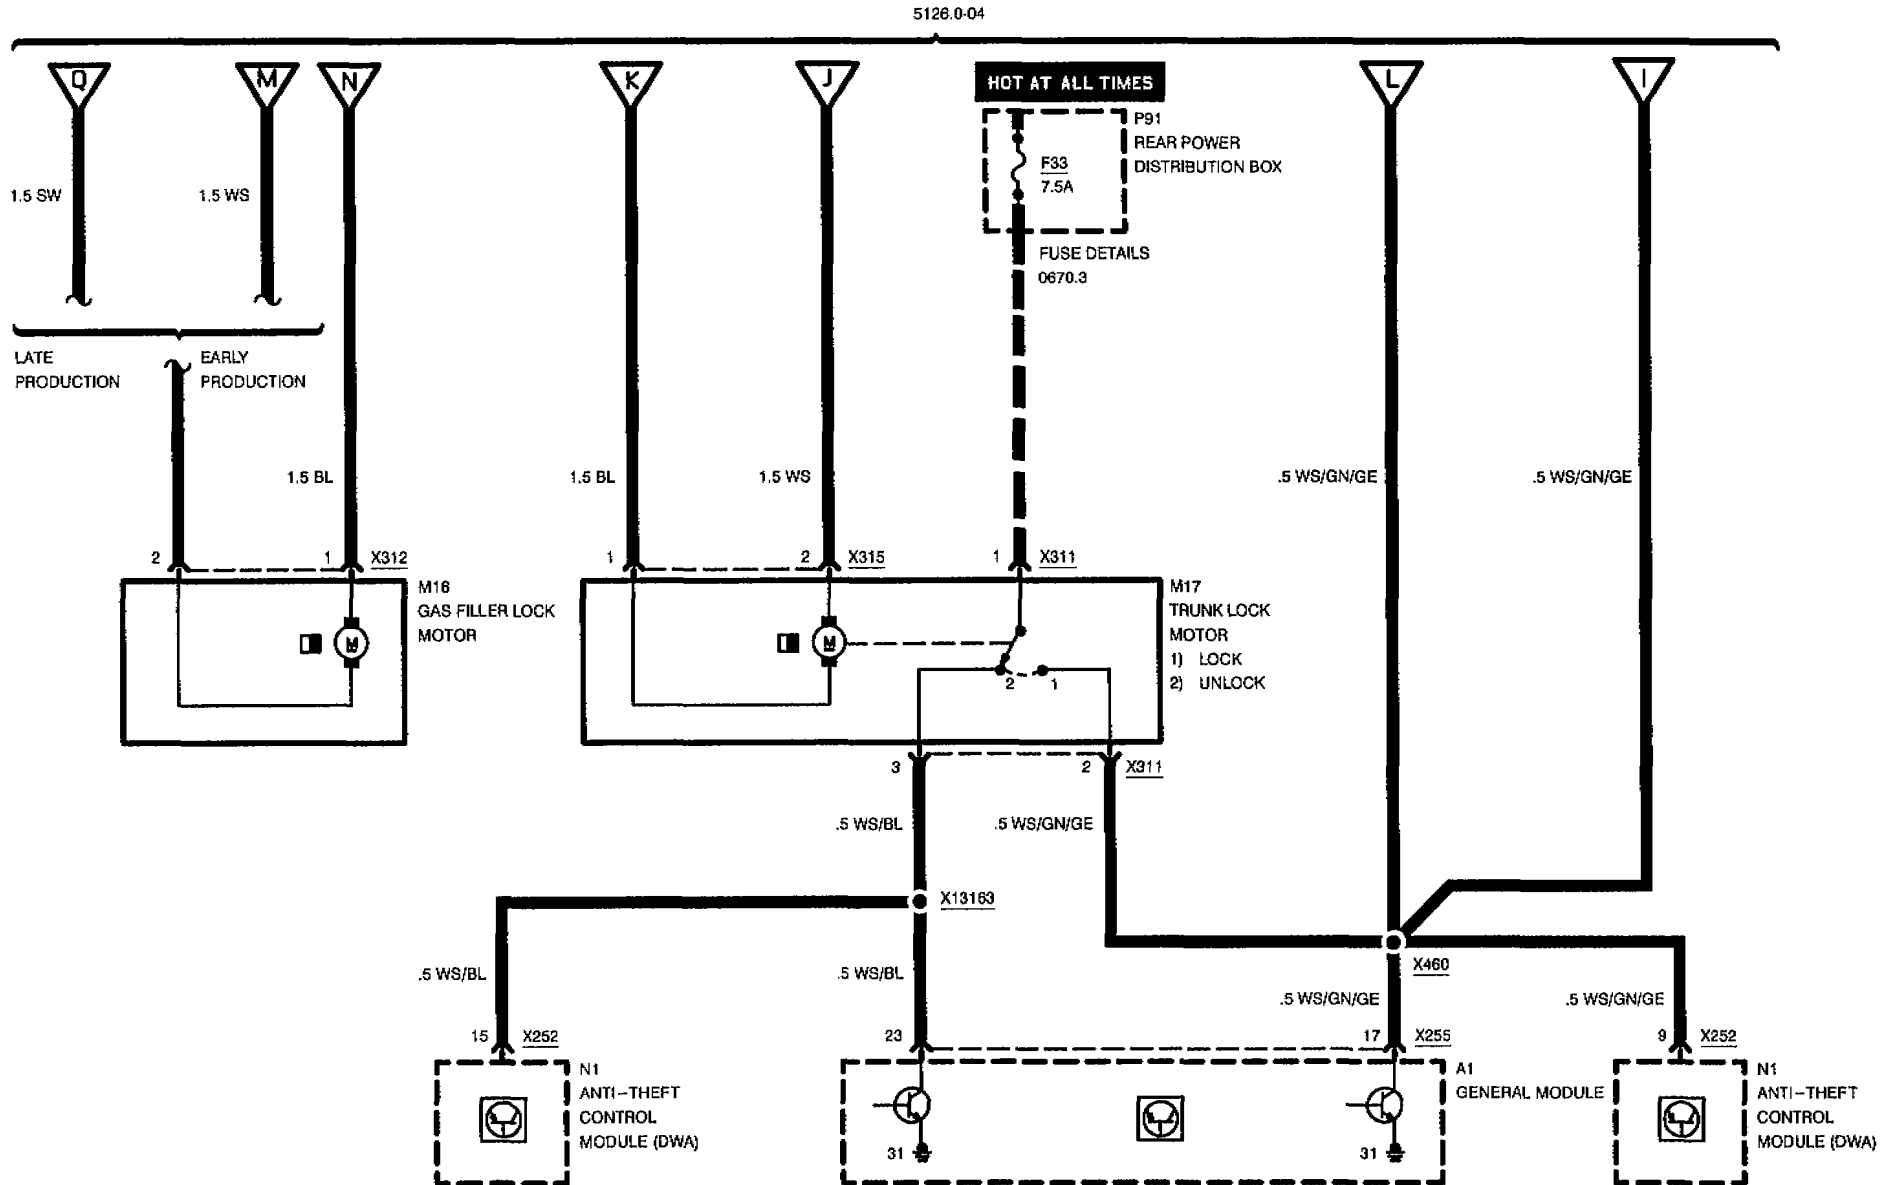 5126.0-04
Q
M
N
K
J
HOT AT ALL TIMES
L
I
P91
REAR POWER
DISTRIBUTION BOX
F33
7.5A
1.5 SW
1.5 WS
FUSE DETAILS
0670.3
LATE
PRODUCTION
EARLY
PRODUCTION
1.5 BL
1.5 BL
1.5 WS
.5 WS/GN/GE
.5 WS/GN/GE
2
1
X312
1
2
X315
1
X311
M16
GAS FILLER LOCK
MOTOR
M
M
2
1
M17
TRUNK LOCK
MOTOR
1) LOCK
2) UNLOCK
3
2
X311
.5 WS/BL
.5 WS/GN/GE
X13163
X460
.5 WS/BL
.5 WS/BL
.5 WS/GN/GE
.5 WS/GN/GE
15
X252
23
17
X255
9
X252
N1
ANTI-THEFT
CONTROL
MODULE (DWA)
31
31
A1
GENERAL MODULE
N1
ANTI-THEFT
CONTROL
MODULE (DWA)